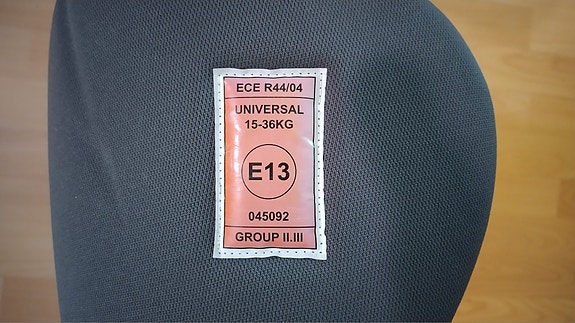 ECE R44/04
UNIVERSAL
15-36KG
E13
045092
GROUP II.III